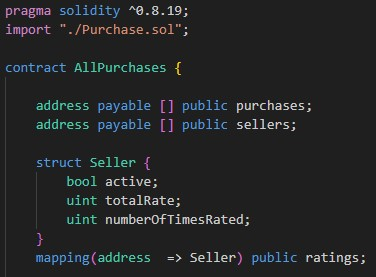 pragma solidity ^0.8.19;
import "./Purchase.sol";
contract AllPurchases {
address payable [] public purchases;
address payable [] public sellers;
struct Seller {
bool active;
uint totalRate;
uint numberOfTimesRated;
}
mapping(address  => Seller) public ratings;